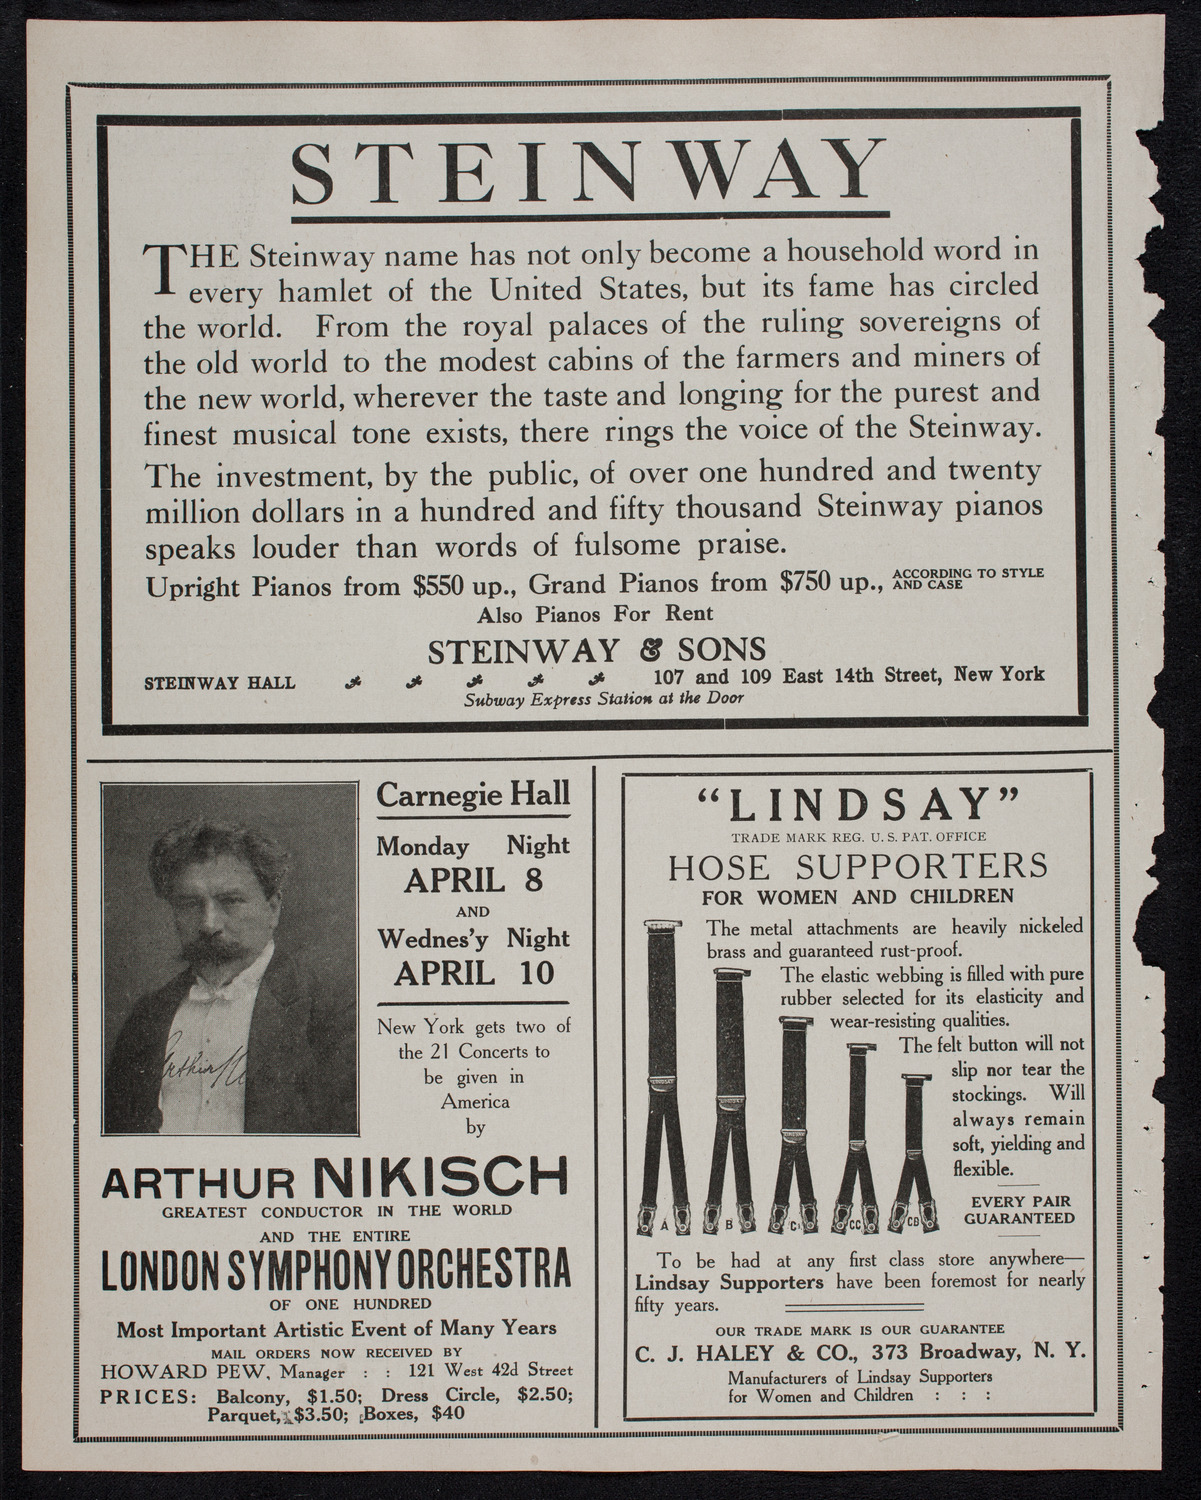 STEINWAY
THE Steinway name has not only become a household word in
every hamlet of the United States, but its fame has circled
the world. From the royal palaces of the ruling sovereigns of
the old world to the modest cabins of the farmers and miners of
the new world, wherever the taste and longing for the purest and
finest musical tone exists, there rings the voice of the Steinway.
The investment, by the public, of over one hundred and twenty
million dollars in a hundred and fifty thousand Steinway pianos
speaks louder than words of fulsome praise.
Upright Pianos from $550 up., Grand Pianos from $750 up., ACCORDING TO STYLE AND CASE
Also Pianos For Rent
STEINWAY & SONS
STEINWAY HALL 107 and 109 East 14th Street, New York
Subway Express Station at the Door
Carnegie Hall
Monday Night
APRIL 8
AND
Wednes'y Night
APRIL 10
New York gets two of
the 21 Concerts to
be given in
America
by
Arthur
ARTHUR NIKISCH
GREATEST CONDUCTOR IN THE WORLD
AND THE ENTIRE
LONDON SYMPHONY ORCHESTRA
OF ONE HUNDRED
Most Important Artistic Event of Many Years
MAIL ORDERS NOW RECEIVED BY
HOWARD PEW, Manager : : 121 West 42d Street
PRICES: Balcony, $1.50; Dress Circle, $2.50;
Parquet, $3.50; Boxes, $40
"LINDSAY"
TRADE MARK REG. U. S. PAT. OFFICE
HOSE SUPPORTERS
FOR WOMEN AND CHILDREN
The metal attachments are heavily nickeled
brass and guaranteed rust-proof.
The elastic webbing is filled with pure
rubber selected for its elasticity and
wear-resisting qualities.
The felt button will not
slip nor tear the
stockings. Will
always remain
soft, yielding and
flexible.
EVERY PAIR
GUARANTEED
A B C CC CB
To be had at any first class store anywhere—
Lindsay Supporters have been foremost for nearly
fifty years.
OUR TRADE MARK IS OUR GUARANTEE
C. J. HALEY & CO., 373 Broadway, N. Y.
Manufacturers of Lindsay Supporters
for Women and Children : : :